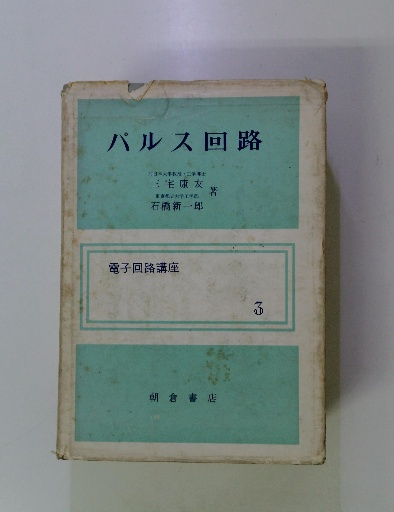 パルス回路
三宅康友
石橋新一郎
著
電子回路講座
3
朝倉書店